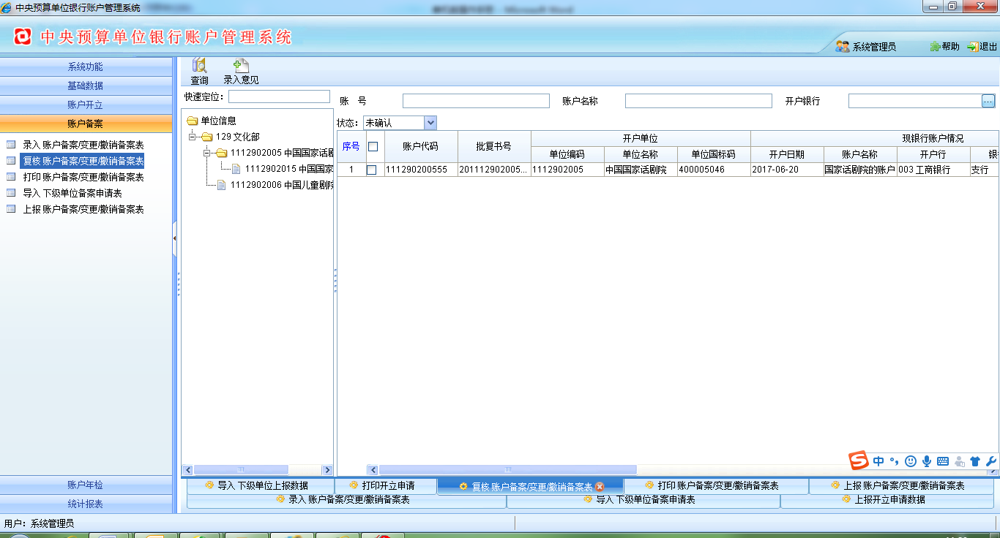 中央预算单位银行账户管理系统
中央预算单位银行账户管理系统
系统管理员 帮助 退出
系统功能
基础数据
账户开立
账户备案
录入 账户备案/变更/撤销备案表
复核 账户备案/变更/撤销备案表
打印 账户备案/变更/撤销备案表
导入 下级单位备案申请表
上报 账户备案/变更/撤销备案表
账户年检
统计报表
查询 录入意见
快速定位：
单位信息
129 文化部
1112902005 中国国家话剧
1112902015 中国国家
1112902006 中国儿童剧院
账 号 账户名称 开户银行
状态： 未确认
序号 账户代码 批复书号 开户单位 现银行账户情况
单位编码 单位名称 单位国标码 开户日期 账户名称 开户行 银
1 111290200555 201112902005... 1112902005 中国国家话剧院 400005046 2017-06-20 国家话剧院的账户 003 工商银行 支行
中
导入 下级单位上报数据 打印开立申请 复核 账户备案/变更/撤销备案表 打印 账户备案/变更/撤销备案表 上报 账户备案/变更/撤销备案表
录入 账户备案/变更/撤销备案表 导入 下级单位备案申请表 上报开立申请数据
用户：系统管理员